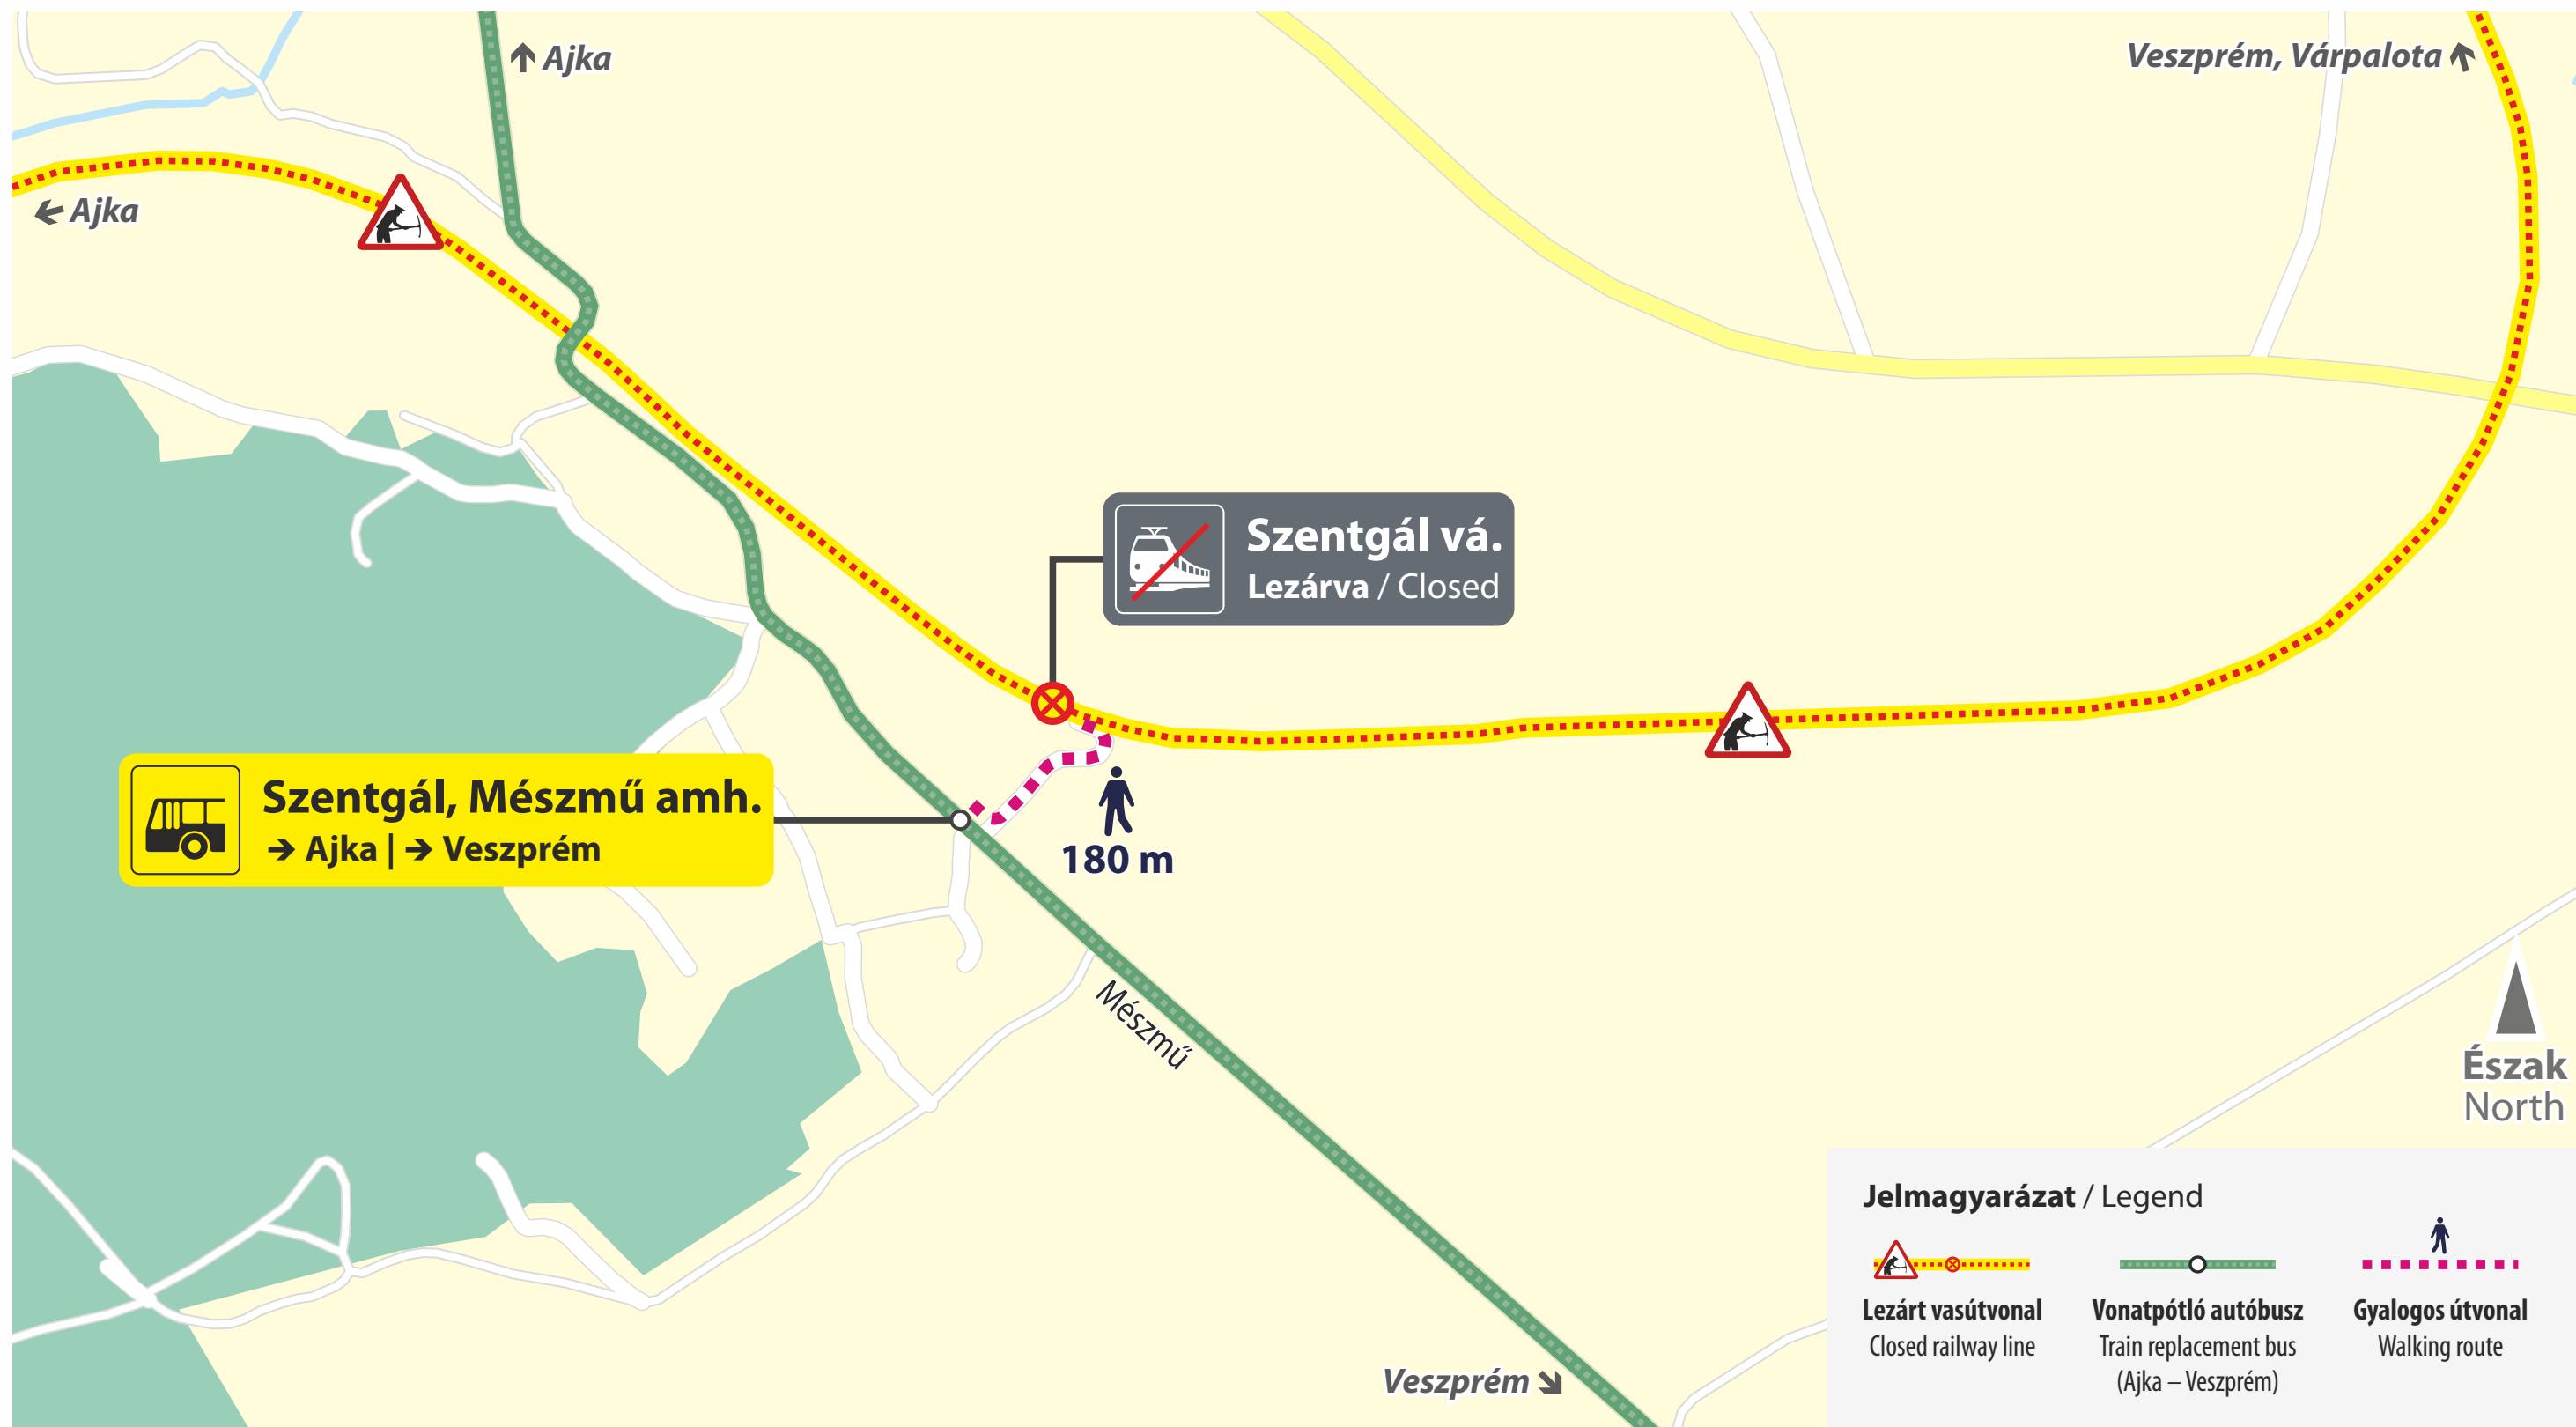 ↑ Ajka
Veszprém, Várpalota ↑
← Ajka
Szentgál vá.
Lezárva / Closed
Szentgál, Mészmű amh.
→ Ajka | → Veszprém
180 m
Mészmű
Észak
North
Veszprém ↘
Jelmagyarázat / Legend
Lezárt vasútvonal
Closed railway line
Vonatpótló autóbusz
Train replacement bus
(Ajka – Veszprém)
Gyalogos útvonal
Walking route